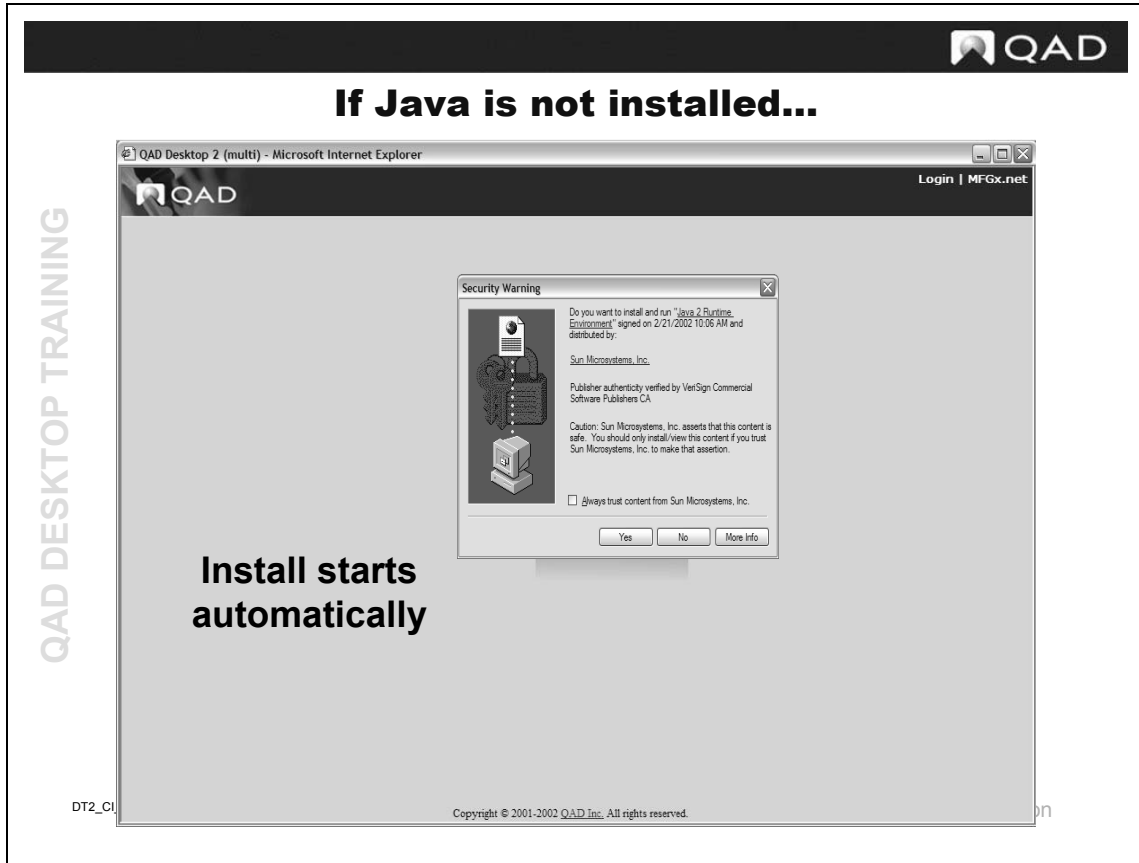 QAD
If Java is not installed...
QAD DESKTOP TRAINING
QAD Desktop 2 (multi) - Microsoft Internet Explorer
QAD
Login | MFGx.net
Security Warning
Do you want to install and run "Java 2 Runtime
Environment" signed on 2/21/2002 10:06 AM and
distributed by:
Sun Microsystems, Inc.
Publisher authenticity verified by VeriSign Commercial
Software Publishers CA
Caution: Sun Microsystems, Inc. asserts that this content is
safe. You should only install/view this content if you trust
Sun Microsystems, Inc. to make that assertion.
Always trust content from Sun Microsystems, Inc.
Yes No More Info
Install starts
automatically
Copyright © 2001-2002 QAD Inc. All rights reserved.
DT2_CI_